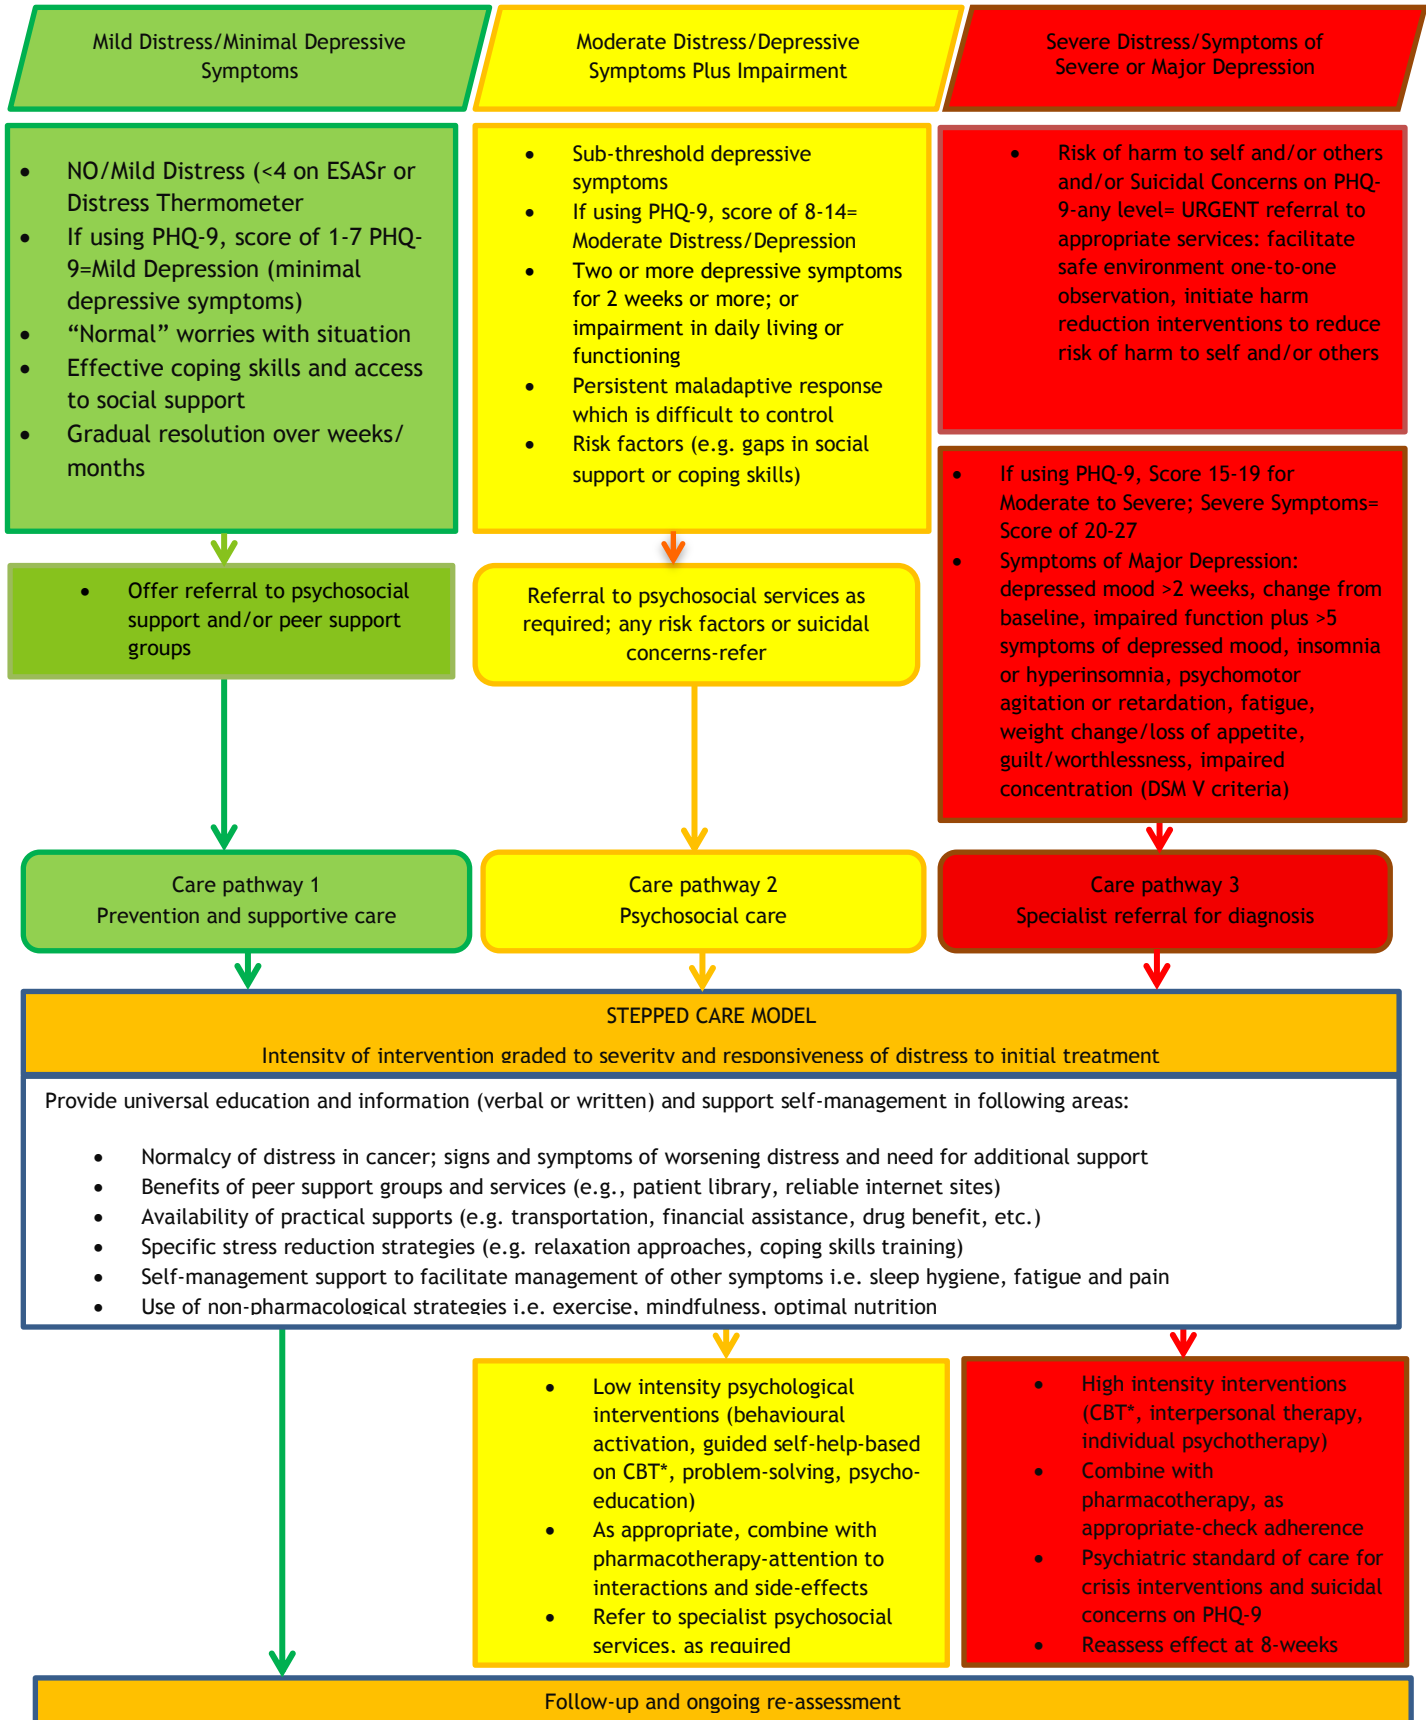 Mild Distress/Minimal Depressive
Symptoms
Moderate Distress/Depressive
Symptoms Plus Impairment
Severe Distress/Symptoms of
Severe or Major Depression
• NO/Mild Distress (<4 on ESASr or
Distress Thermometer
• If using PHQ-9, score of 1-7 PHQ-
9=Mild Depression (minimal
depressive symptoms)
• “Normal” worries with situation
• Effective coping skills and access
to social support
• Gradual resolution over weeks/
months
• Sub-threshold depressive
symptoms
• If using PHQ-9, score of 8-14=
Moderate Distress/Depression
• Two or more depressive symptoms
for 2 weeks or more; or
impairment in daily living or
functioning
• Persistent maladaptive response
which is difficult to control
• Risk factors (e.g. gaps in social
support or coping skills)
• Risk of harm to self and/or others
and/or Suicidal Concerns on PHQ-
9-any level= URGENT referral to
appropriate services: facilitate
safe environment one-to-one
observation, initiate harm
reduction interventions to reduce
risk of harm to self and/or others
• If using PHQ-9, Score 15-19 for
Moderate to Severe; Severe Symptoms=
Score of 20-27
• Symptoms of Major Depression:
depressed mood >2 weeks, change from
baseline, impaired function plus >5
symptoms of depressed mood, insomnia
or hyperinsomnia, psychomotor
agitation or retardation, fatigue,
weight change/loss of appetite,
guilt/worthlessness, impaired
concentration (DSM V criteria)
• Offer referral to psychosocial
support and/or peer support
groups
Referral to psychosocial services as
required; any risk factors or suicidal
concerns-refer
Care pathway 1
Prevention and supportive care
Care pathway 2
Psychosocial care
Care pathway 3
Specialist referral for diagnosis
STEPPED CARE MODEL
Intensity of intervention graded to severity and responsiveness of distress to initial treatment
Provide universal education and information (verbal or written) and support self-management in following areas:
• Normalcy of distress in cancer; signs and symptoms of worsening distress and need for additional support
• Benefits of peer support groups and services (e.g., patient library, reliable internet sites)
• Availability of practical supports (e.g. transportation, financial assistance, drug benefit, etc.)
• Specific stress reduction strategies (e.g. relaxation approaches, coping skills training)
• Self-management support to facilitate management of other symptoms i.e. sleep hygiene, fatigue and pain
• Use of non-pharmacological strategies i.e. exercise, mindfulness, optimal nutrition
• Low intensity psychological
interventions (behavioural
activation, guided self-help-based
on CBT*, problem-solving, psycho-
education)
• As appropriate, combine with
pharmacotherapy-attention to
interactions and side-effects
• Refer to specialist psychosocial
services, as required
• High intensity interventions
(CBT*, interpersonal therapy,
individual psychotherapy)
• Combine with
pharmacotherapy, as
appropriate-check adherence
• Psychiatric standard of care for
crisis interventions and suicidal
concerns on PHQ-9
• Reassess effect at 8-weeks
Follow-up and ongoing re-assessment